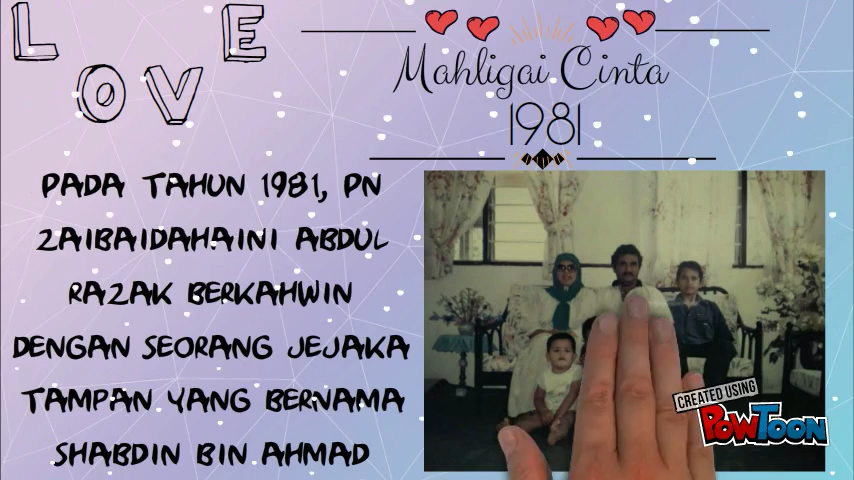 LOVE
Mahligai Cinta
1981
PADA TAHUN 1981, PN
ZAIBAIDAHAINI ABDUL
RAZAK BERKAHWIN
DENGAN SEORANG JEJAKA
TAMPAN YANG BERNAMA
SHABDIN BIN AHMAD
CREATED USING
POWTOON